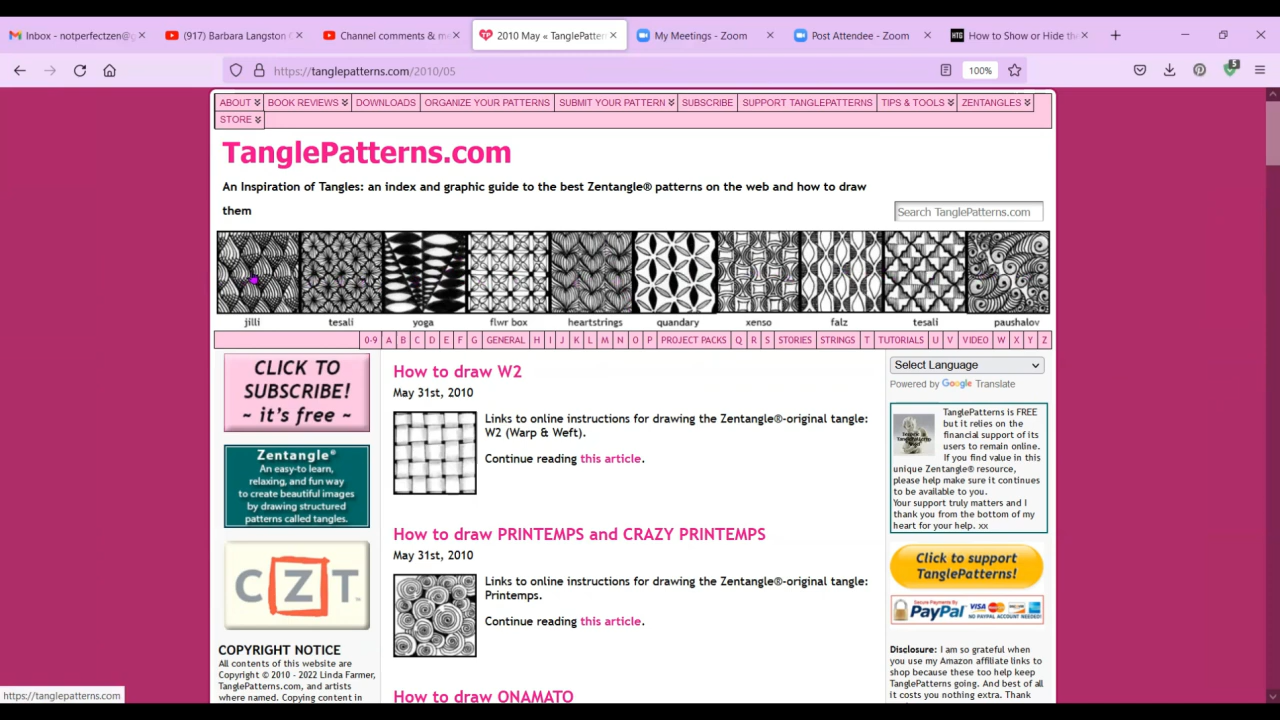 Inbox - notperfectzen@g
(917) Barbara Langston
Channel comments & me
2010 May « TanglePattern
My Meetings - Zoom
Post Attendee - Zoom
How to Show or Hide the
https://tanglepatterns.com/2010/05
100%
5
ABOUT
BOOK REVIEWS
DOWNLOADS
ORGANIZE YOUR PATTERNS
SUBMIT YOUR PATTERN
SUBSCRIBE
SUPPORT TANGLEPATTERNS
TIPS & TOOLS
ZENTANGLES
STORE
TanglePatterns.com
An Inspiration of Tangles: an index and graphic guide to the best Zentangle® patterns on the web and how to draw
them
Search TanglePatterns.com
jilli
tesali
yoga
flwr box
heartstrings
quandary
xenso
falz
tesali
paushalov
0-9 A B C D E F G GENERAL H I J K L M N O P PROJECT PACKS Q R S STORIES STRINGS T TUTORIALS U V VIDEO W X Y Z
CLICK TO
SUBSCRIBE!
~ it's free ~
Zentangle®
An easy-to learn,
relaxing, and fun way
to create beautiful images
by drawing structured
patterns called tangles.
CZT
COPYRIGHT NOTICE
All contents of this website are
Copyright © 2010 - 2022 Linda Farmer,
TanglePatterns.com, and artists
where named. Copying content in
How to draw W2
May 31st, 2010
Links to online instructions for drawing the Zentangle®-original tangle:
W2 (Warp & Weft).
Continue reading this article.
How to draw PRINTEMPS and CRAZY PRINTEMPS
May 31st, 2010
Links to online instructions for drawing the Zentangle®-original tangle:
Printemps.
Continue reading this article.
How to draw ONAMATO
Select Language
Powered by Google Translate
TanglePatterns is FREE
but it relies on the
financial support of its
users to remain online.
If you find value in this
unique Zentangle® resource,
please help make sure it continues
to be available to you.
Your support truly matters and I
thank you from the bottom of my
heart for your help. xx
Click to support
TanglePatterns!
Secure Payments By
PayPal
VISA
NO PAYPAL ACCOUNT NEEDED!
Disclosure: I am so grateful when
you use my Amazon affiliate links to
shop because these too help keep
TanglePatterns going. And best of all
it costs you nothing extra. Thank
https://tanglepatterns.com